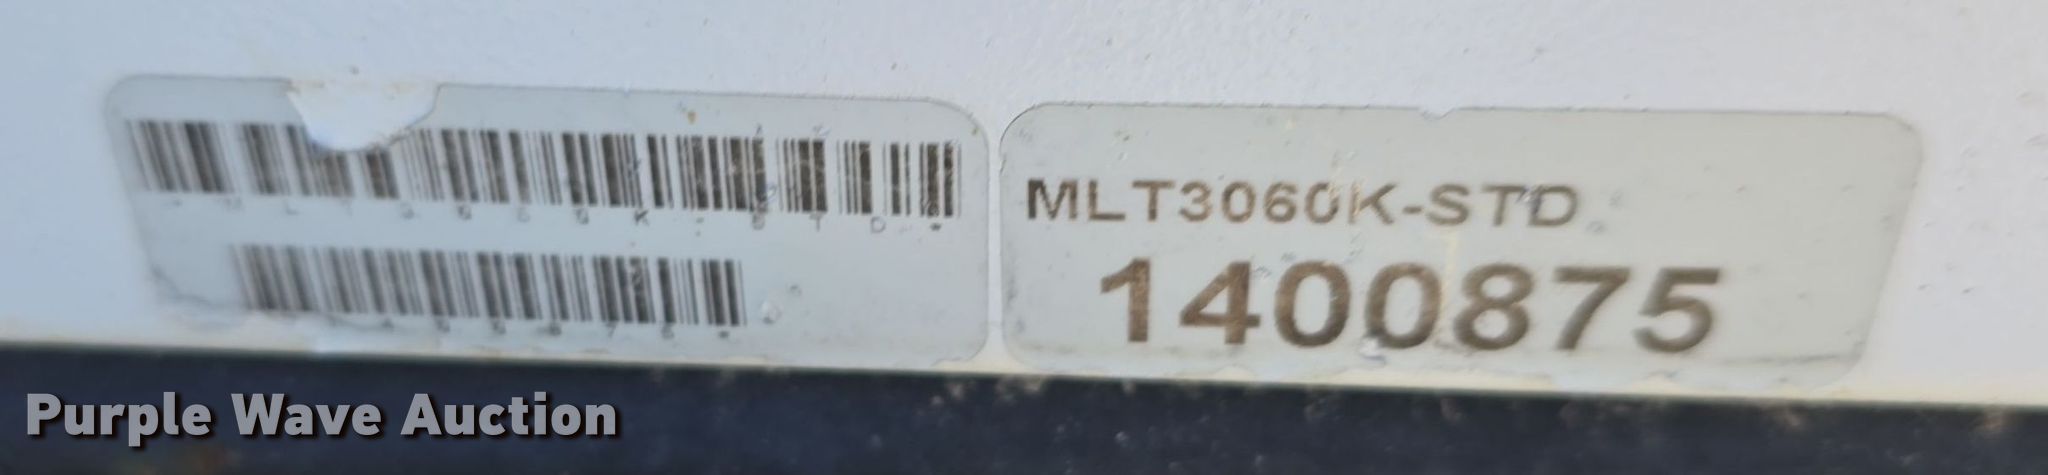 MLT3060K-STD
1400875
Purple Wave Auction